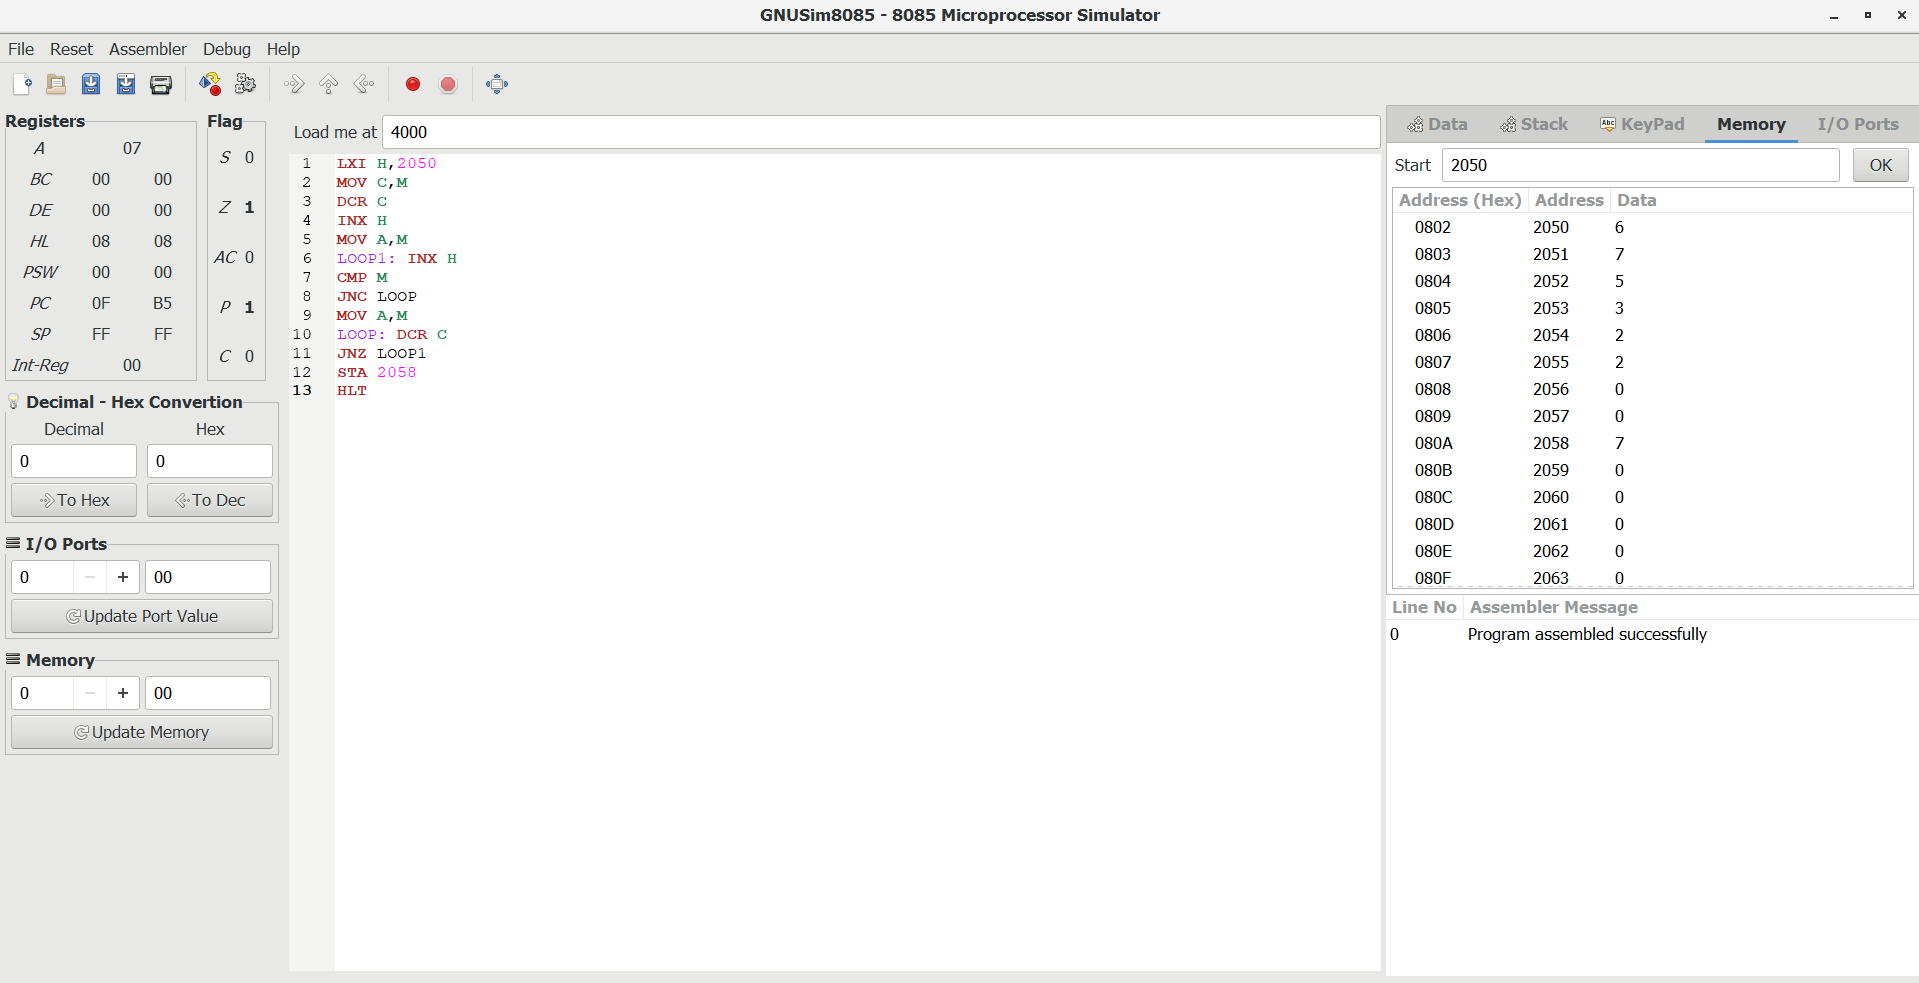 GNUSim8085 - 8085 Microprocessor Simulator
File Reset Assembler Debug Help
Registers
A 07
BC 00 00
DE 00 00
HL 08 08
PSW 00 00
PC 0F B5
SP FF FF
Int-Reg 00
Flag
S 0
Z 1
AC 0
P 1
C 0
Decimal - Hex Convertion
Decimal Hex
0 0
To Hex To Dec
I/O Ports
0 − + 00
Update Port Value
Memory
0 − + 00
Update Memory
Load me at 4000
1 LXI H,2050
2 MOV C,M
3 DCR C
4 INX H
5 MOV A,M
6 LOOP1: INX H
7 CMP M
8 JNC LOOP
9 MOV A,M
10 LOOP: DCR C
11 JNZ LOOP1
12 STA 2058
13 HLT
Data Stack Abc KeyPad Memory I/O Ports
Start 2050 OK
Address (Hex) Address Data
0802 2050 6
0803 2051 7
0804 2052 5
0805 2053 3
0806 2054 2
0807 2055 2
0808 2056 0
0809 2057 0
080A 2058 7
080B 2059 0
080C 2060 0
080D 2061 0
080E 2062 0
080F 2063 0
Line No Assembler Message
0 Program assembled successfully